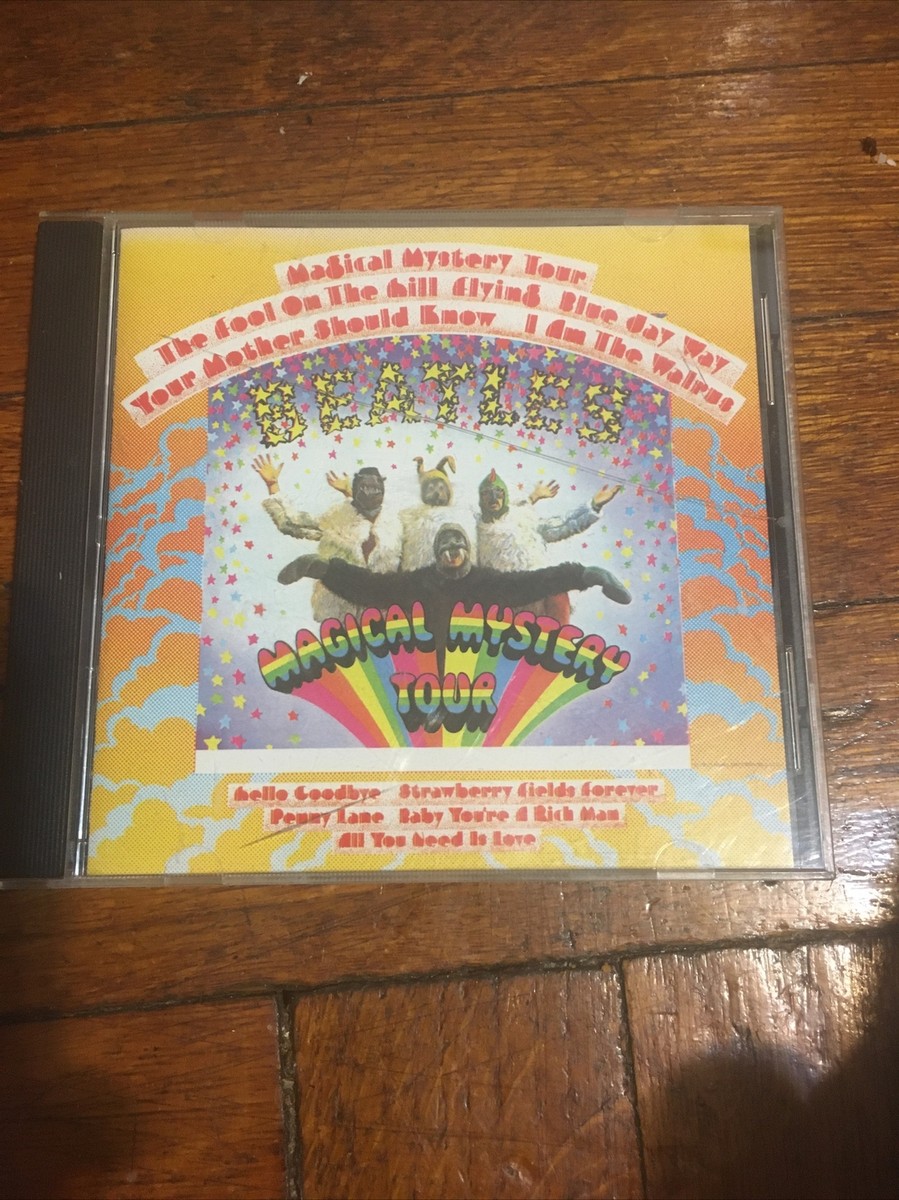 Magical Mystery Tour
The Fool On The Hill Flying Blue Jay Way
Your Mother Should Know I Am The Walrus
BEATLES
MAGICAL MYSTERY
TOUR
Hello Goodbye Strawberry Fields Forever
Penny Lane Baby You're A Rich Man
All You Need Is Love